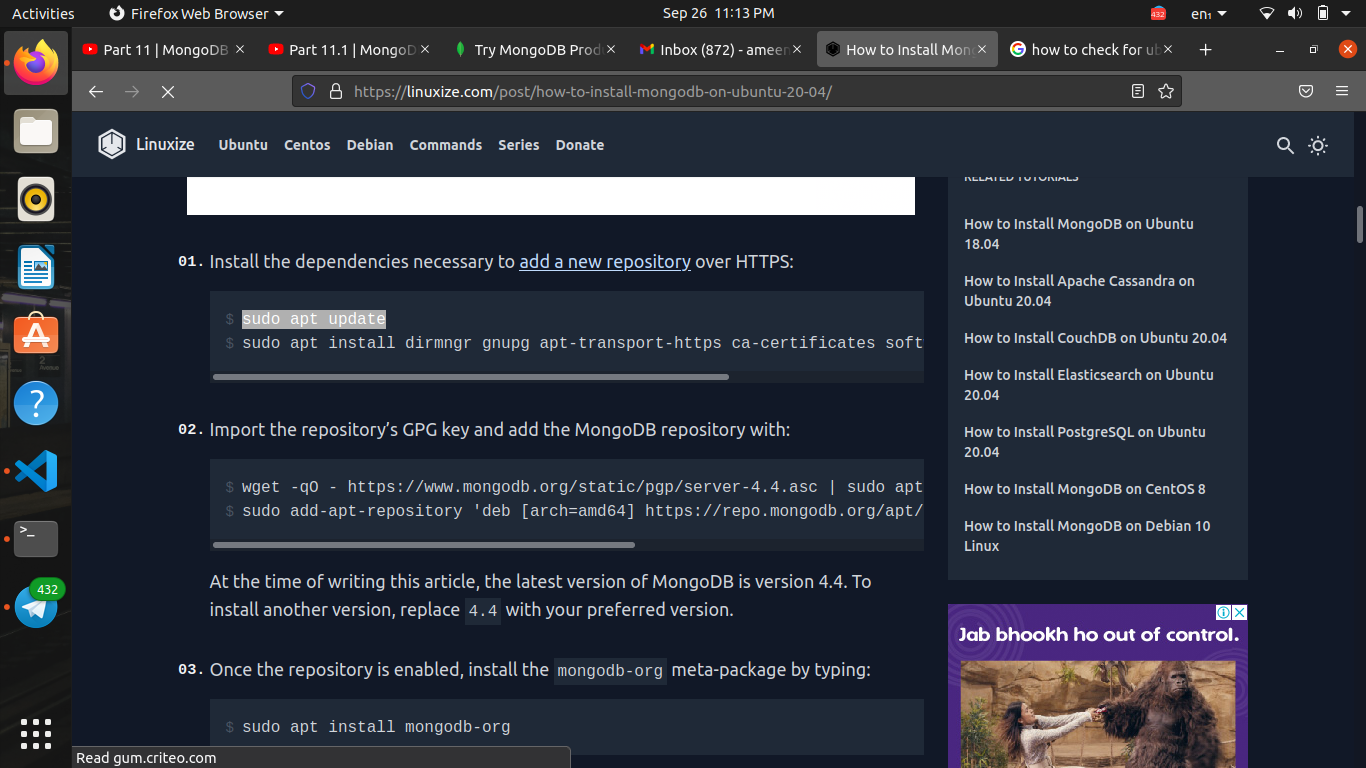 Activities
Firefox Web Browser
Sep 26 11:13 PM
432
en₁
Part 11 | MongoDB
Part 11.1 | MongoD
Try MongoDB Prod
Inbox (872) - ameen
How to Install Mon
how to check for ub
https://linuxize.com/post/how-to-install-mongodb-on-ubuntu-20-04/
Linuxize
Ubuntu
Centos
Debian
Commands
Series
Donate
01. Install the dependencies necessary to add a new repository over HTTPS:
$ sudo apt update
$ sudo apt install dirmngr gnupg apt-transport-https ca-certificates soft
02. Import the repository’s GPG key and add the MongoDB repository with:
$ wget -qO - https://www.mongodb.org/static/pgp/server-4.4.asc | sudo apt
$ sudo add-apt-repository 'deb [arch=amd64] https://repo.mongodb.org/apt/
At the time of writing this article, the latest version of MongoDB is version 4.4. To
install another version, replace 4.4 with your preferred version.
03. Once the repository is enabled, install the mongodb-org meta-package by typing:
$ sudo apt install mongodb-org
RELATED TUTORIALS
How to Install MongoDB on Ubuntu
18.04
How to Install Apache Cassandra on
Ubuntu 20.04
How to Install CouchDB on Ubuntu 20.04
How to Install Elasticsearch on Ubuntu
20.04
How to Install PostgreSQL on Ubuntu
20.04
How to Install MongoDB on CentOS 8
How to Install MongoDB on Debian 10
Linux
Jab bhookh ho out of control.
432
Read gum.criteo.com